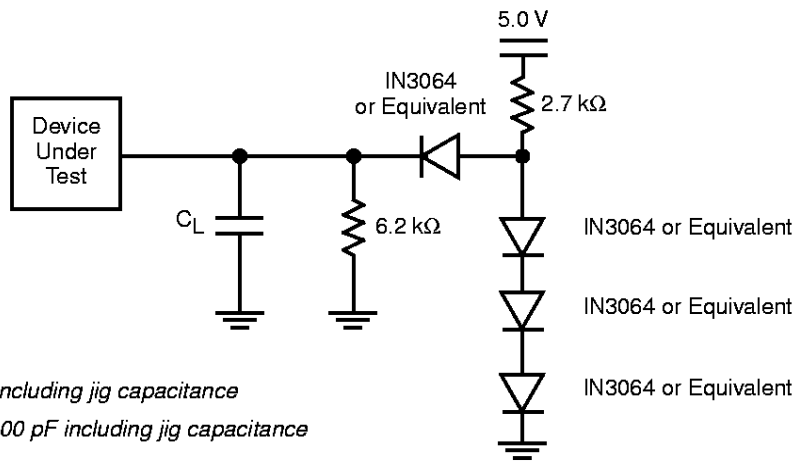 5.0 V
2.7 kΩ
IN3064
or Equivalent
Device
Under
Test
CL
6.2 kΩ
IN3064 or Equivalent
IN3064 or Equivalent
IN3064 or Equivalent
including jig capacitance
00 pF including jig capacitance